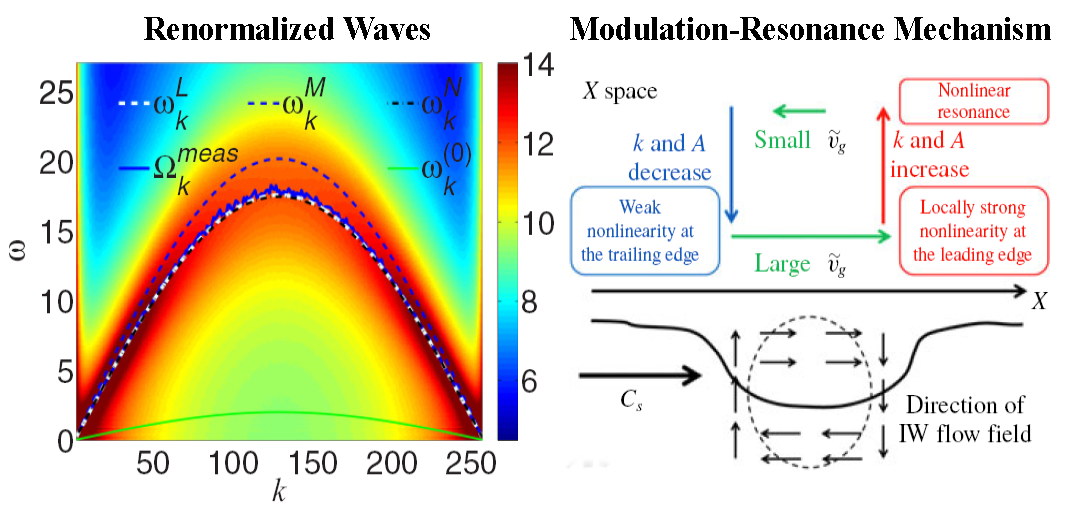 Renormalized Waves
ω_k^L ω_k^M ω_k^N
Ω_k^meas ω_k^(0)
25
20
15
10
5
0
ω
50 100 150 200 250
k
14
12
10
8
6
Modulation-Resonance Mechanism
X space
k and A
decrease
Small ṽ_g
Nonlinear
resonance
k and A
increase
Weak
nonlinearity at
the trailing edge
Large ṽ_g
Locally strong
nonlinearity at
the leading edge
X
C_s
Direction of
IW flow field